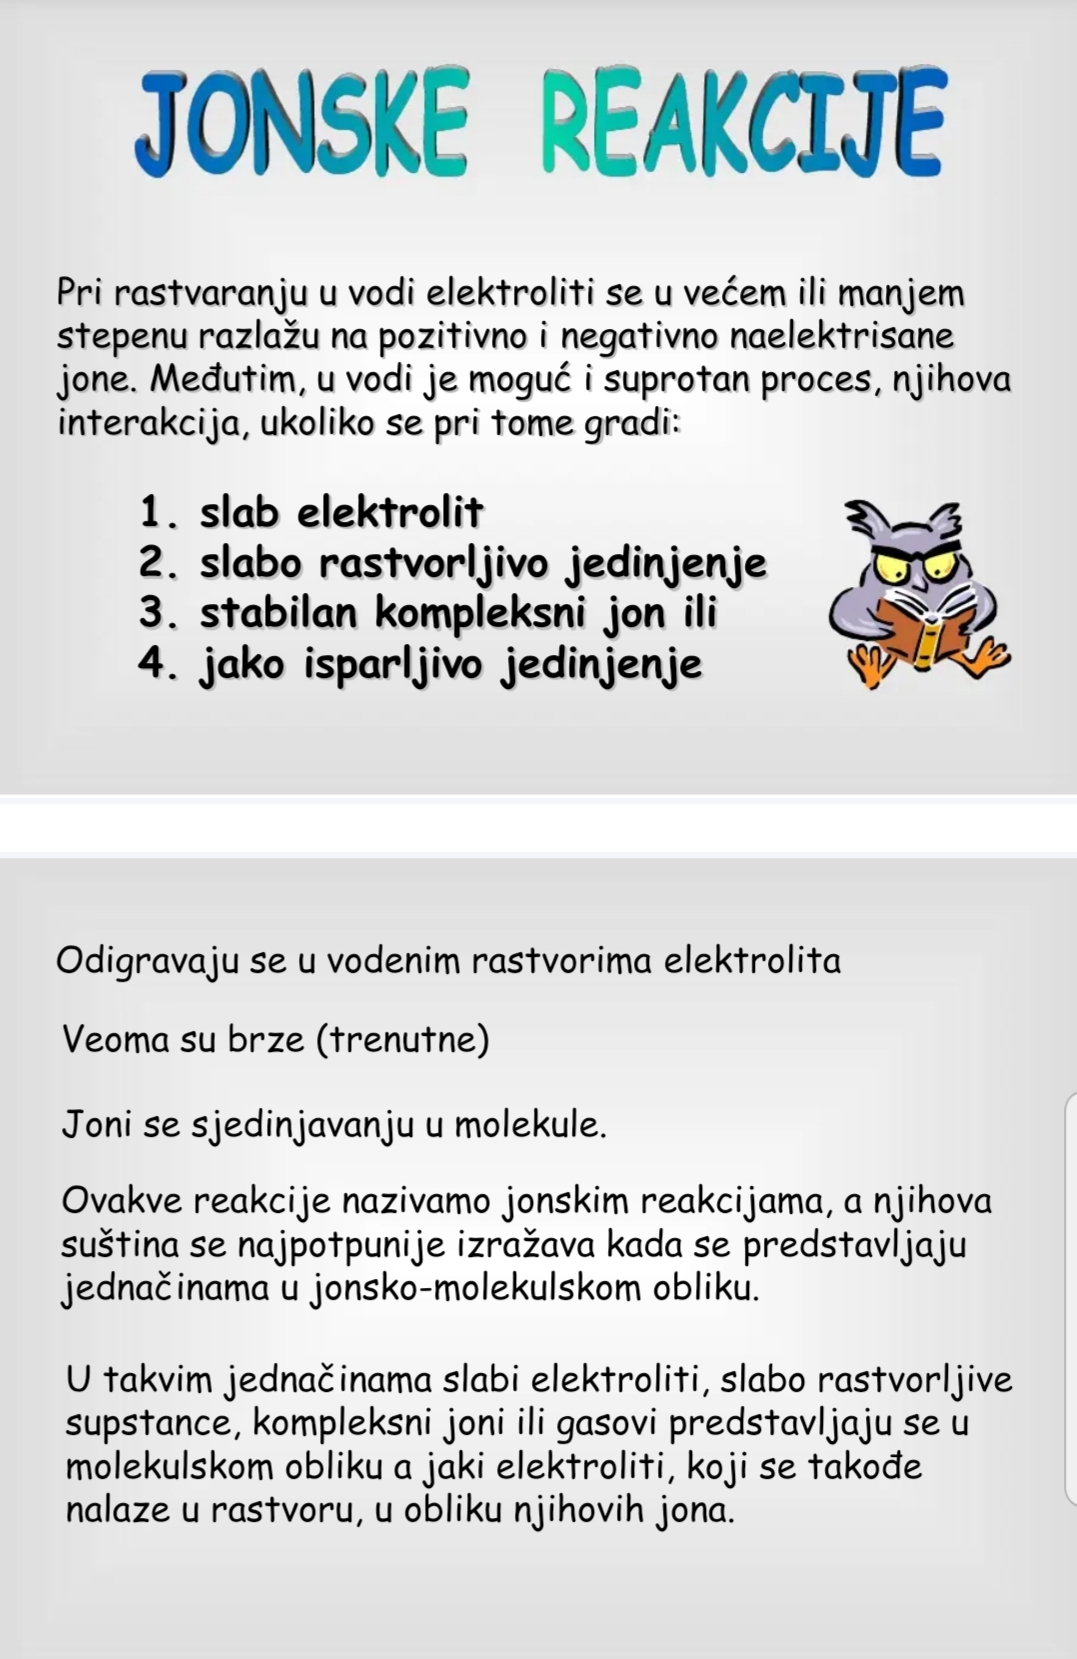 JONSKE REAKCIJE
Pri rastvaranju u vodi elektroliti se u većem ili manjem
stepenu razlažu na pozitivno i negativno naelektrisane
jone. Međutim, u vodi je moguć i suprotan proces, njihova
interakcija, ukoliko se pri tome gradi:
1. slab elektrolit
2. slabo rastvorljivo jedinjenje
3. stabilan kompleksni jon ili
4. jako isparljivo jedinjenje
Odigravaju se u vodenim rastvorima elektrolita
Veoma su brze (trenutne)
Joni se sjedinjavanju u molekule.
Ovakve reakcije nazivamo jonskim reakcijama, a njihova
suština se najpotpunije izražava kada se predstavljaju
jednačinama u jonsko-molekulskom obliku.
U takvim jednačinama slabi elektroliti, slabo rastvorljive
supstance, kompleksni joni ili gasovi predstavljaju se u
molekulskom obliku a jaki elektroliti, koji se takođe
nalaze u rastvoru, u obliku njihovih jona.